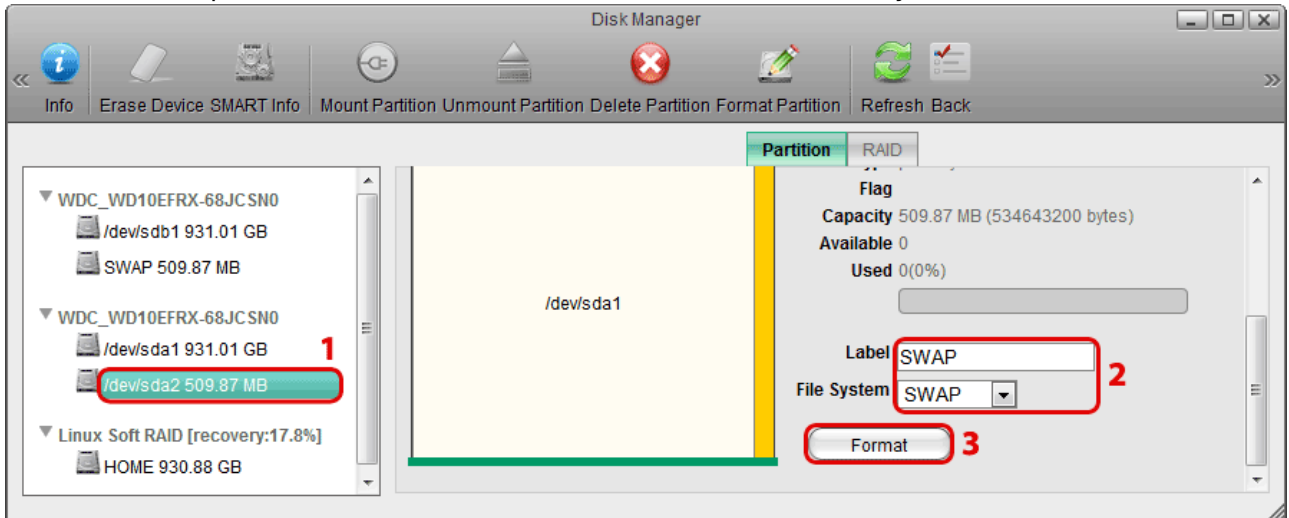 Disk Manager
Info Erase Device SMART Info Mount Partition Unmount Partition Delete Partition Format Partition Refresh Back
Partition RAID
WDC_WD10EFRX-68JCSN0
/dev/sdb1 931.01 GB
SWAP 509.87 MB
WDC_WD10EFRX-68JCSN0
/dev/sda1 931.01 GB
1
/dev/sda2 509.87 MB
Linux Soft RAID [recovery:17.8%]
HOME 930.88 GB
/dev/sda1
Flag
Capacity 509.87 MB (534643200 bytes)
Available 0
Used 0(0%)
Label SWAP
2
File System SWAP
Format 3